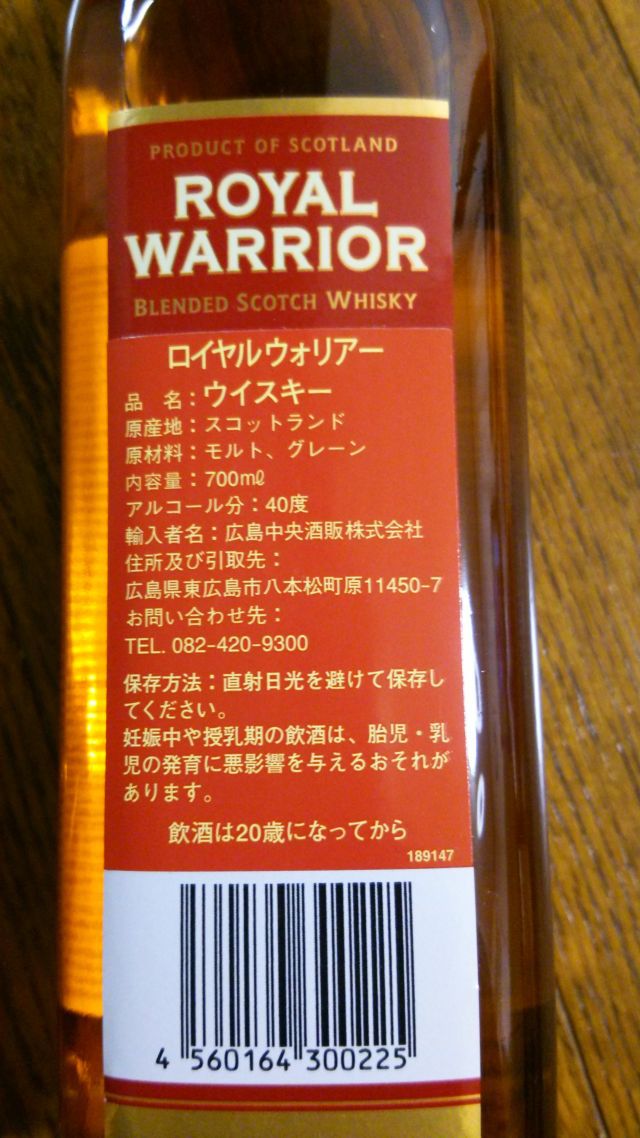 PRODUCT OF SCOTLAND
ROYAL
WARRIOR
BLENDED SCOTCH WHISKY
ロイヤルウォリアー
品　名：ウイスキー
原産地：スコットランド
原材料：モルト、グレーン
内容量：700mℓ
アルコール分：40度
輸入者名：広島中央酒販株式会社
住所及び引取先：
広島県東広島市八本松町原11450-7
お問い合わせ先：
TEL. 082-420-9300
保存方法：直射日光を避けて保存し
てください。
妊娠中や授乳期の飲酒は、胎児・乳
児の発育に悪影響を与えるおそれが
あります。
飲酒は20歳になってから
189147
4 560164 300225